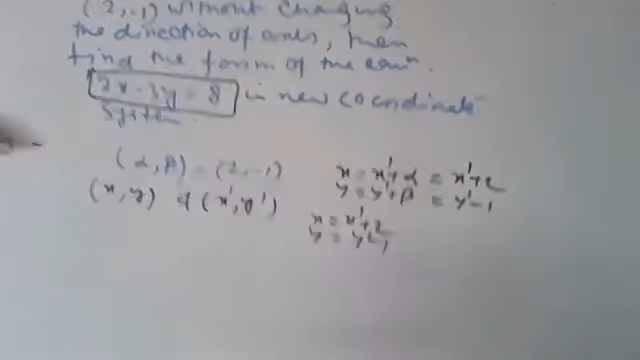 (2,-1) without changing
the direction of axes, then
find the form of the equn.
2x-3y=8 in new coordinate
System.
(α, β) = (2,-1)
x = x'+α = x'+2
y = y'+β = y'-1
(x, y) & (x', y')
x = x'+2
y = y'-1